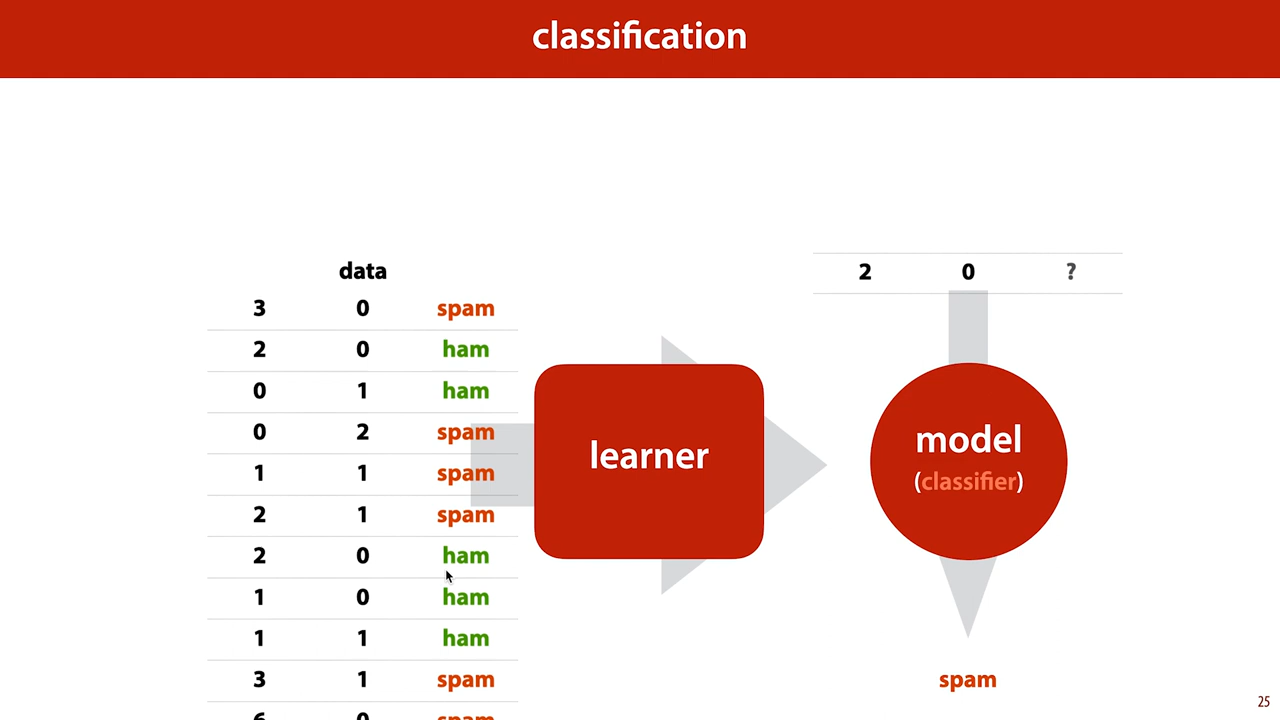 classification
data
3 0 spam
2 0 ham
0 1 ham
0 2 spam
1 1 spam
2 1 spam
2 0 ham
1 0 ham
1 1 ham
3 1 spam
6 0 spam
learner
2 0 ?
model
(classifier)
spam
25